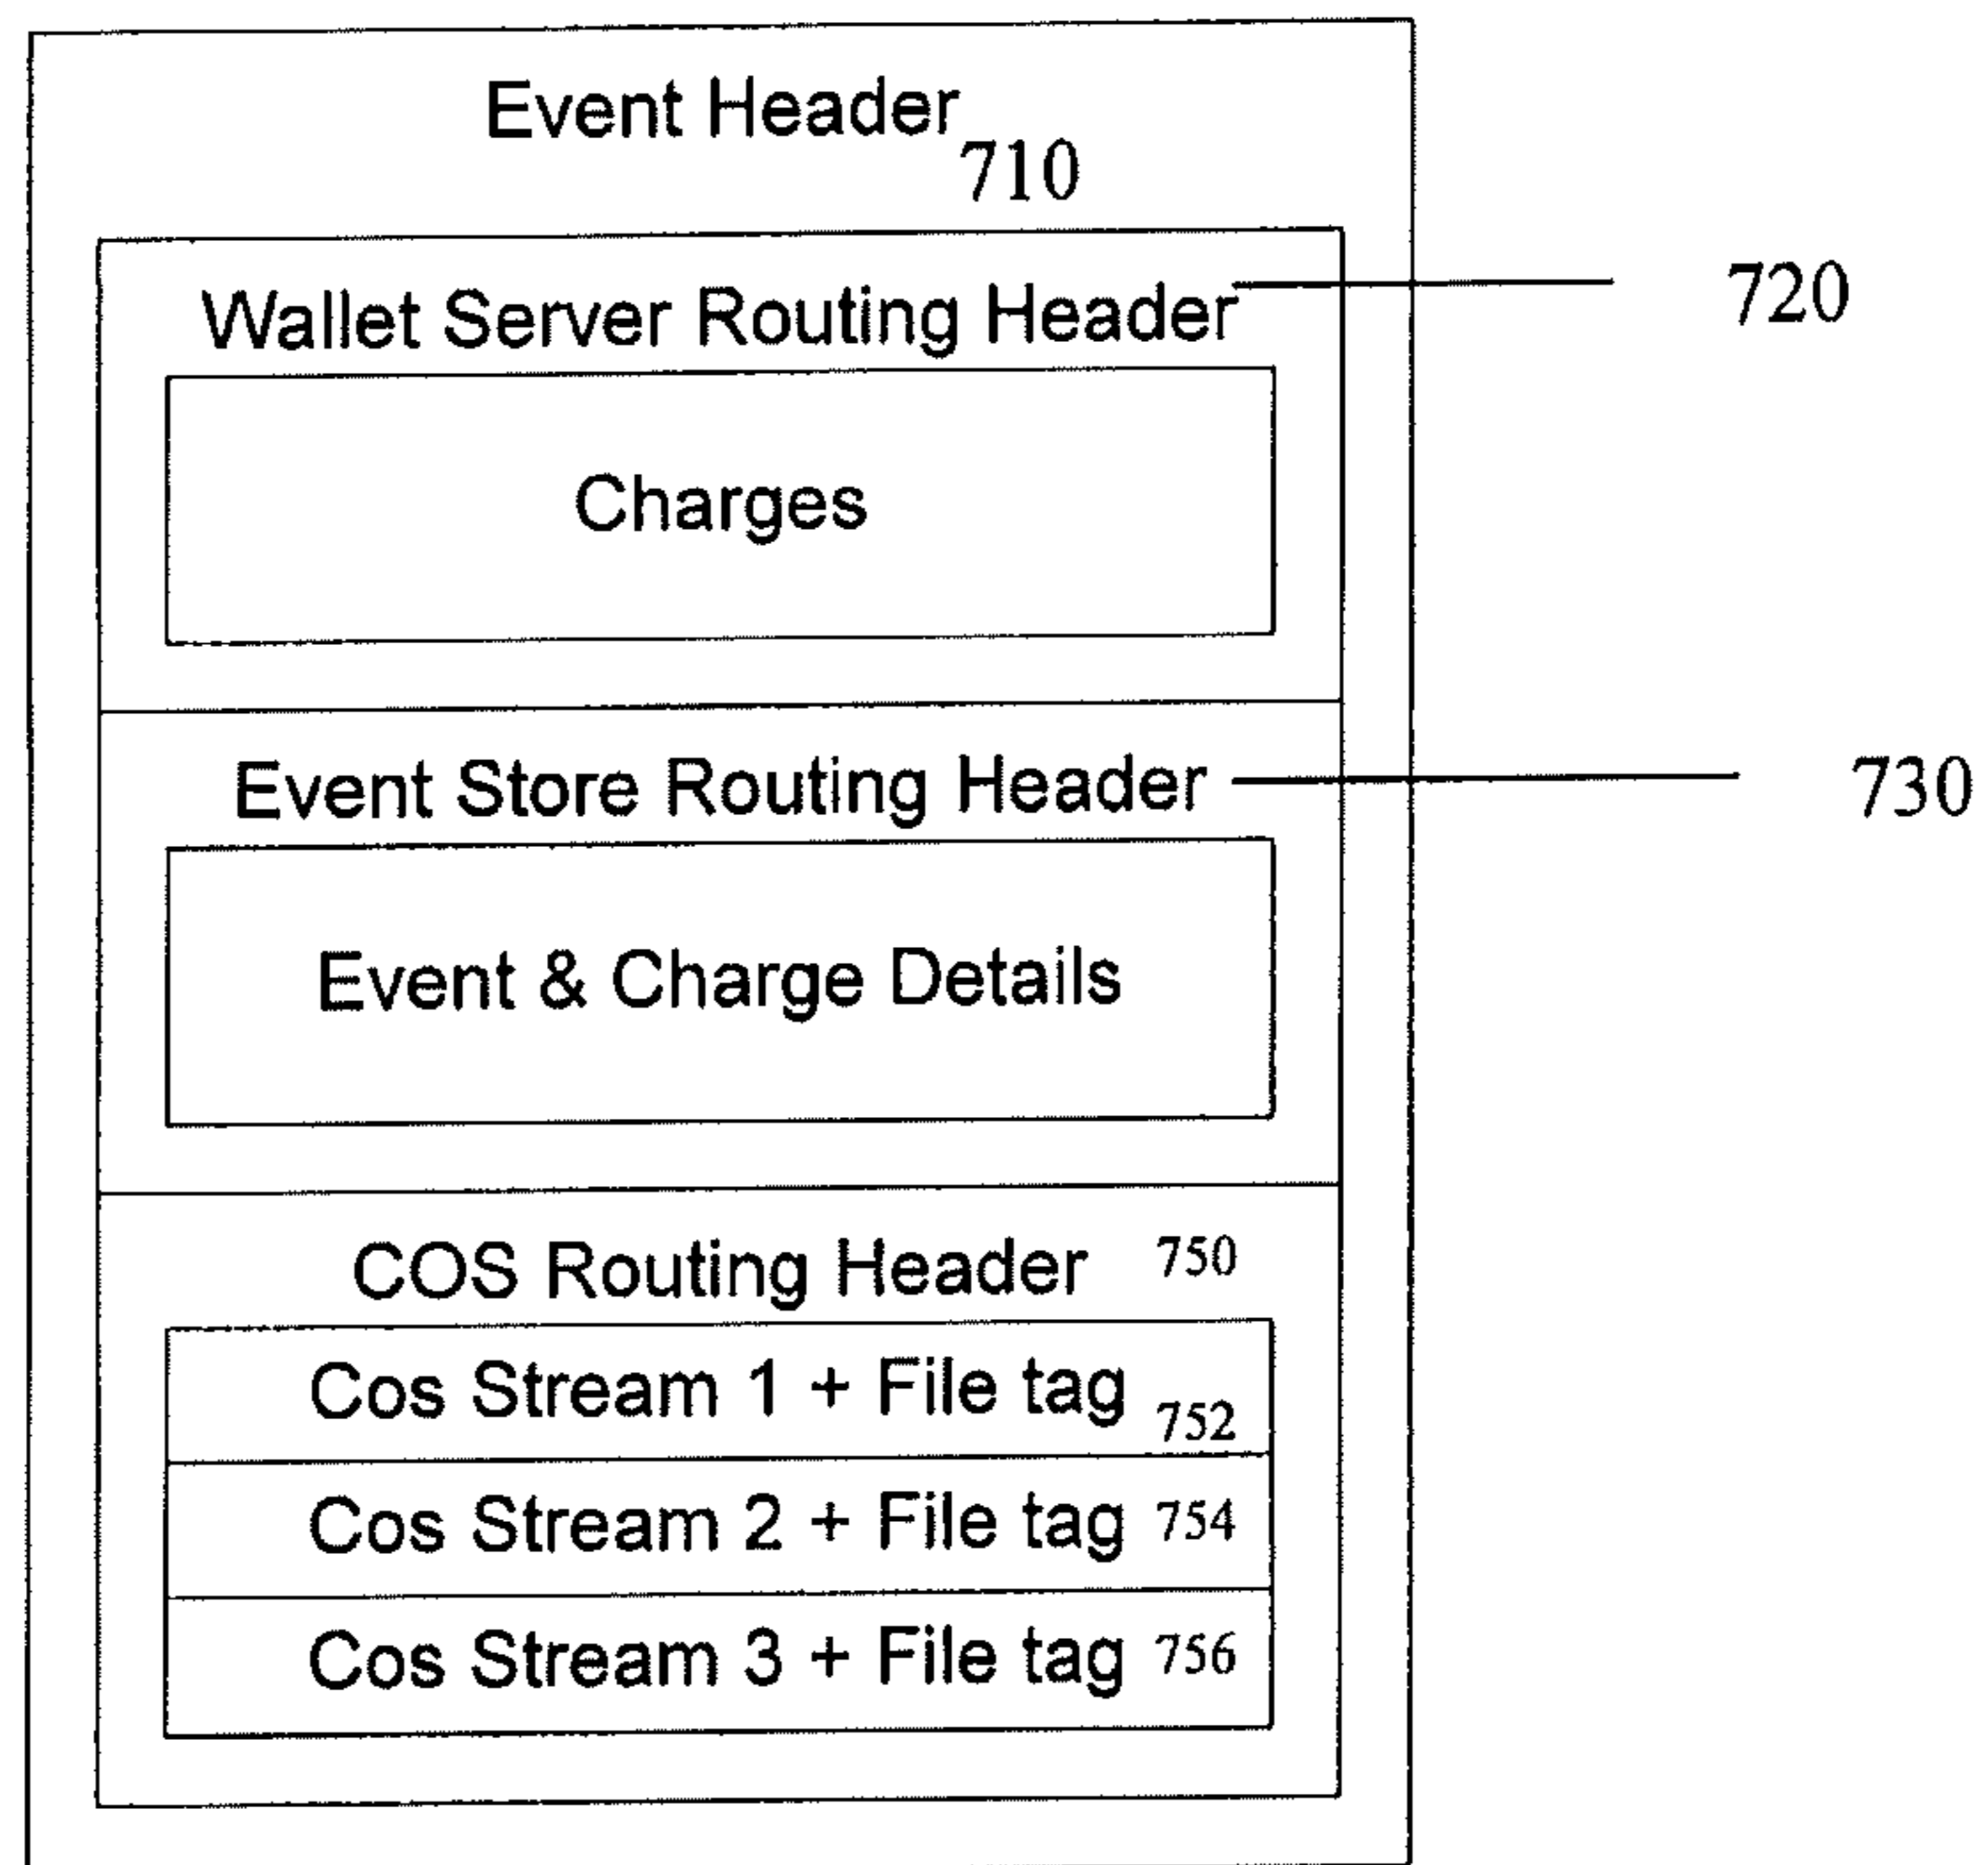 Event Header
710
Wallet Server Routing Header
720
Charges
Event Store Routing Header
730
Event & Charge Details
COS Routing Header 750
Cos Stream 1 + File tag 752
Cos Stream 2 + File tag 754
Cos Stream 3 + File tag 756